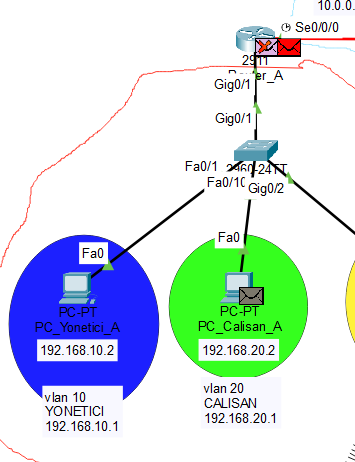 10.0.0.
Se0/0/0
2911
Router_A
Gig0/1
Gig0/1
2960-24TT
Fa0/1
Fa0/10
Gig0/2
Fa0
Fa0
PC-PT
PC_Yonetici_A
PC-PT
PC_Calisan_A
192.168.10.2
192.168.20.2
vlan 10
YONETICI
192.168.10.1
vlan 20
CALISAN
192.168.20.1